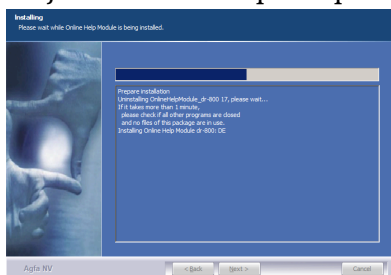 Installing
Please wait while Online Help Module is being installed.
Prepare installation
Uninstalling OnlineHelpModule_dr-800 17, please wait...
If it takes more than 1 minute,
please check if all other programs are closed
and no files of this package are in use.
Installing Online Help Module dr-800: DE
Agfa NV
< Back
Next >
Cancel